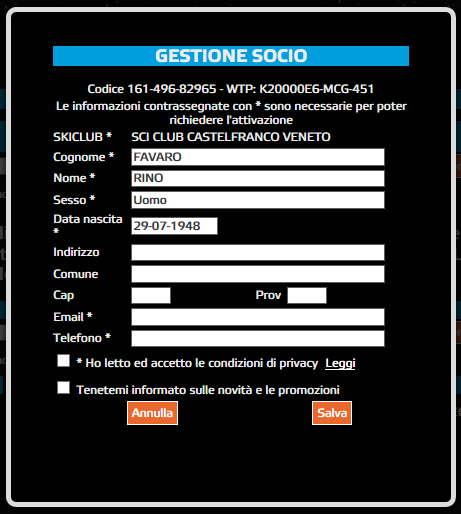 GESTIONE SOCIO
Codice 161-496-82965 - WTP: K20000E6-MCG-451
Le informazioni contrassegnate con * sono necessarie per poter
richiedere l'attivazione
SKICLUB * SCI CLUB CASTELFRANCO VENETO
Cognome * FAVARO
Nome * RINO
Sesso * Uomo
Data nascita
* 29-07-1948
Indirizzo
Comune
Cap Prov
Email *
Telefono *
* Ho letto ed accetto le condizioni di privacy Leggi
Tenetemi informato sulle novità e le promozioni
Annulla Salva